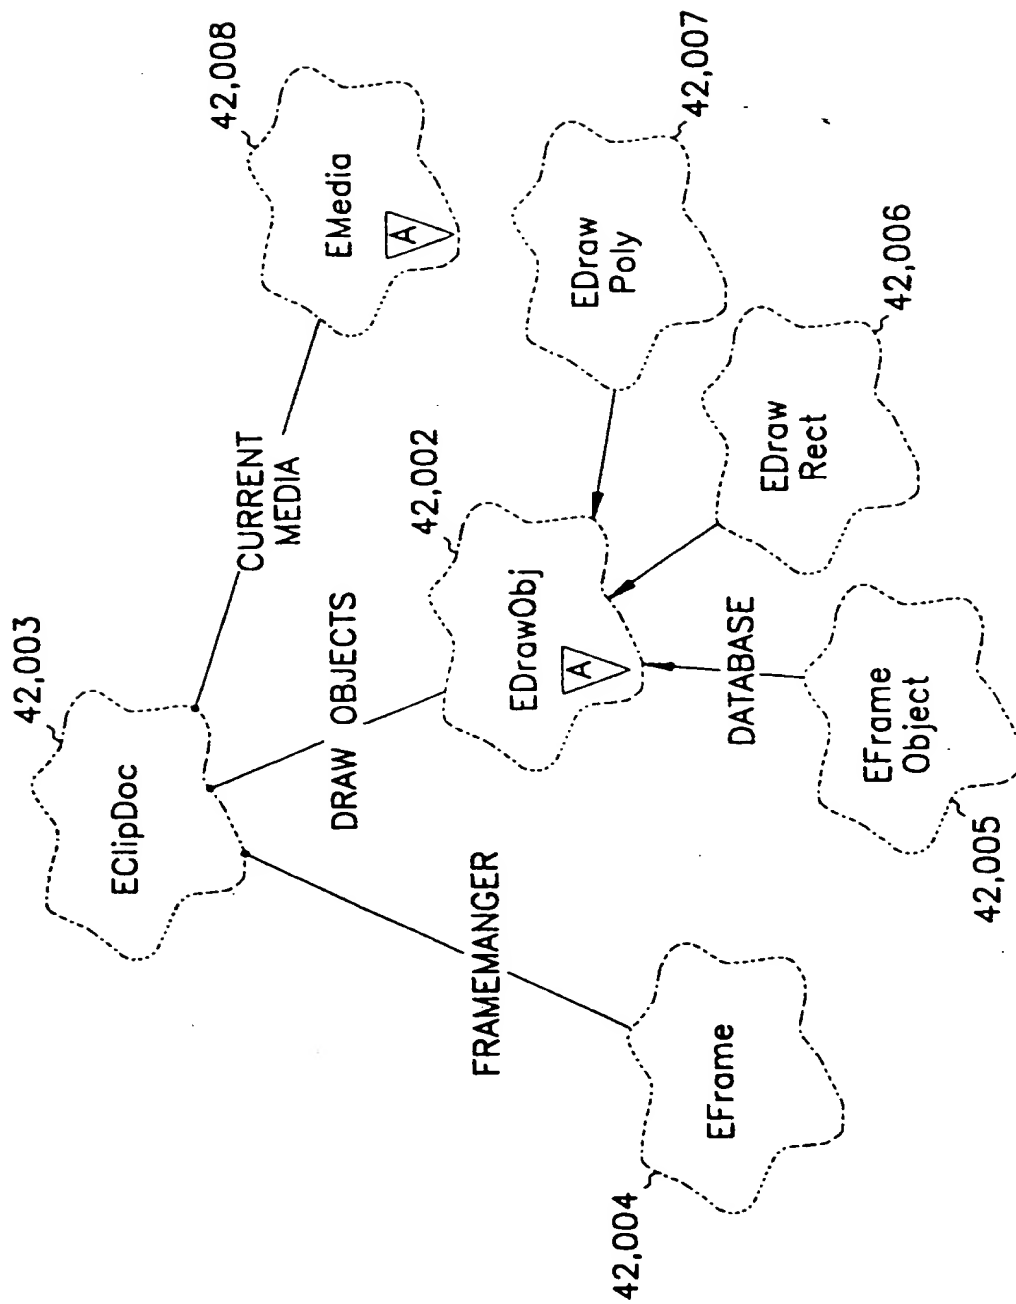 42,003
EClipDoc
42,008
EMedia
A
CURRENT
MEDIA
DRAW OBJECTS
FRAMEMANGER
42,002
EDrawObj
A
42,007
EDraw
Poly
42,006
EDraw
Rect
DATABASE
EFrame
Object
42,005
EFrame
42,004